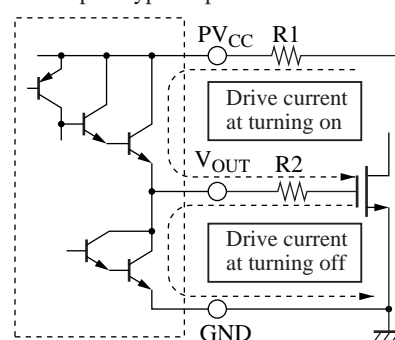 PVCC R1
Drive current
at turning on
VOUT R2
Drive current
at turning off
GND